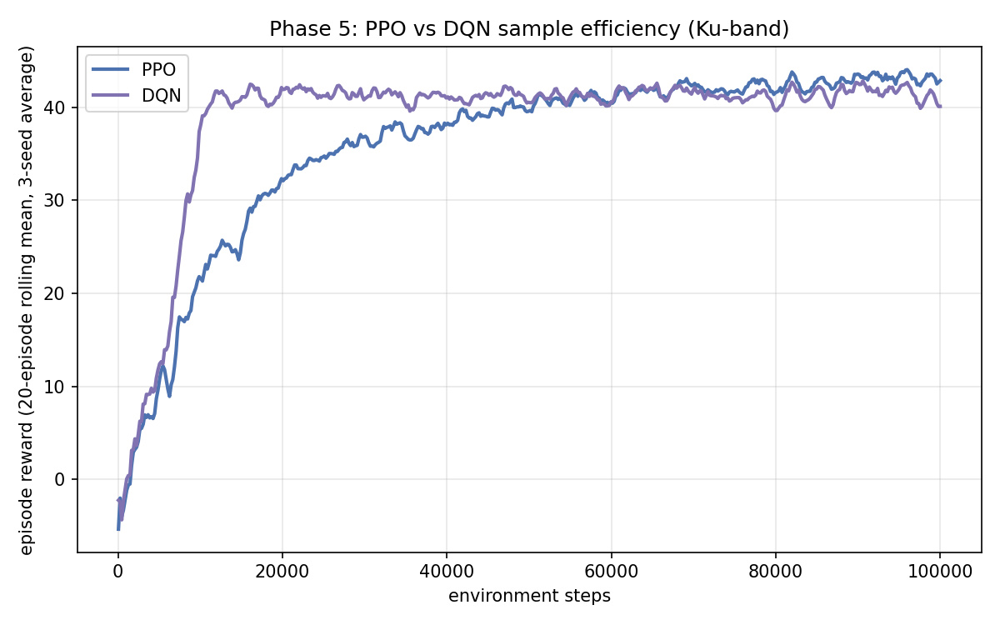 Phase 5: PPO vs DQN sample efficiency (Ku-band)
PPO
DQN
episode reward (20-episode rolling mean, 3-seed average)
40
30
20
10
0
0 20000 40000 60000 80000 100000
environment steps